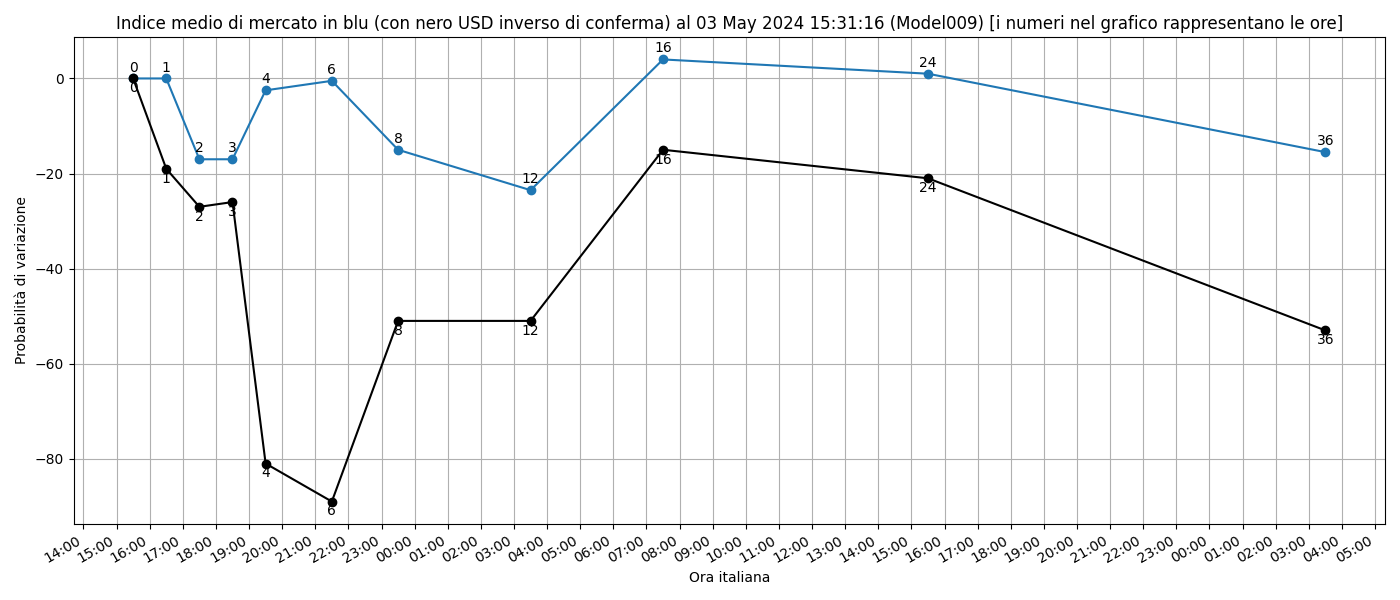 Indice medio di mercato in blu (con nero USD inverso di conferma) al 03 May 2024 15:31:16 (Model009) [i numeri nel grafico rappresentano le ore]
Probabilità di variazione
0
−20
−40
−60
−80
0 1 2 3 4 6 8 12 16 24 36
0 1 2 3 4 6 8 12 16 24 36
14:00 15:00 16:00 17:00 18:00 19:00 20:00 21:00 22:00 23:00 00:00 01:00 02:00 03:00 04:00 05:00 06:00 07:00 08:00 09:00 10:00 11:00 12:00 13:00 14:00 15:00 16:00 17:00 18:00 19:00 20:00 21:00 22:00 23:00 00:00 01:00 02:00 03:00 04:00 05:00
Ora italiana